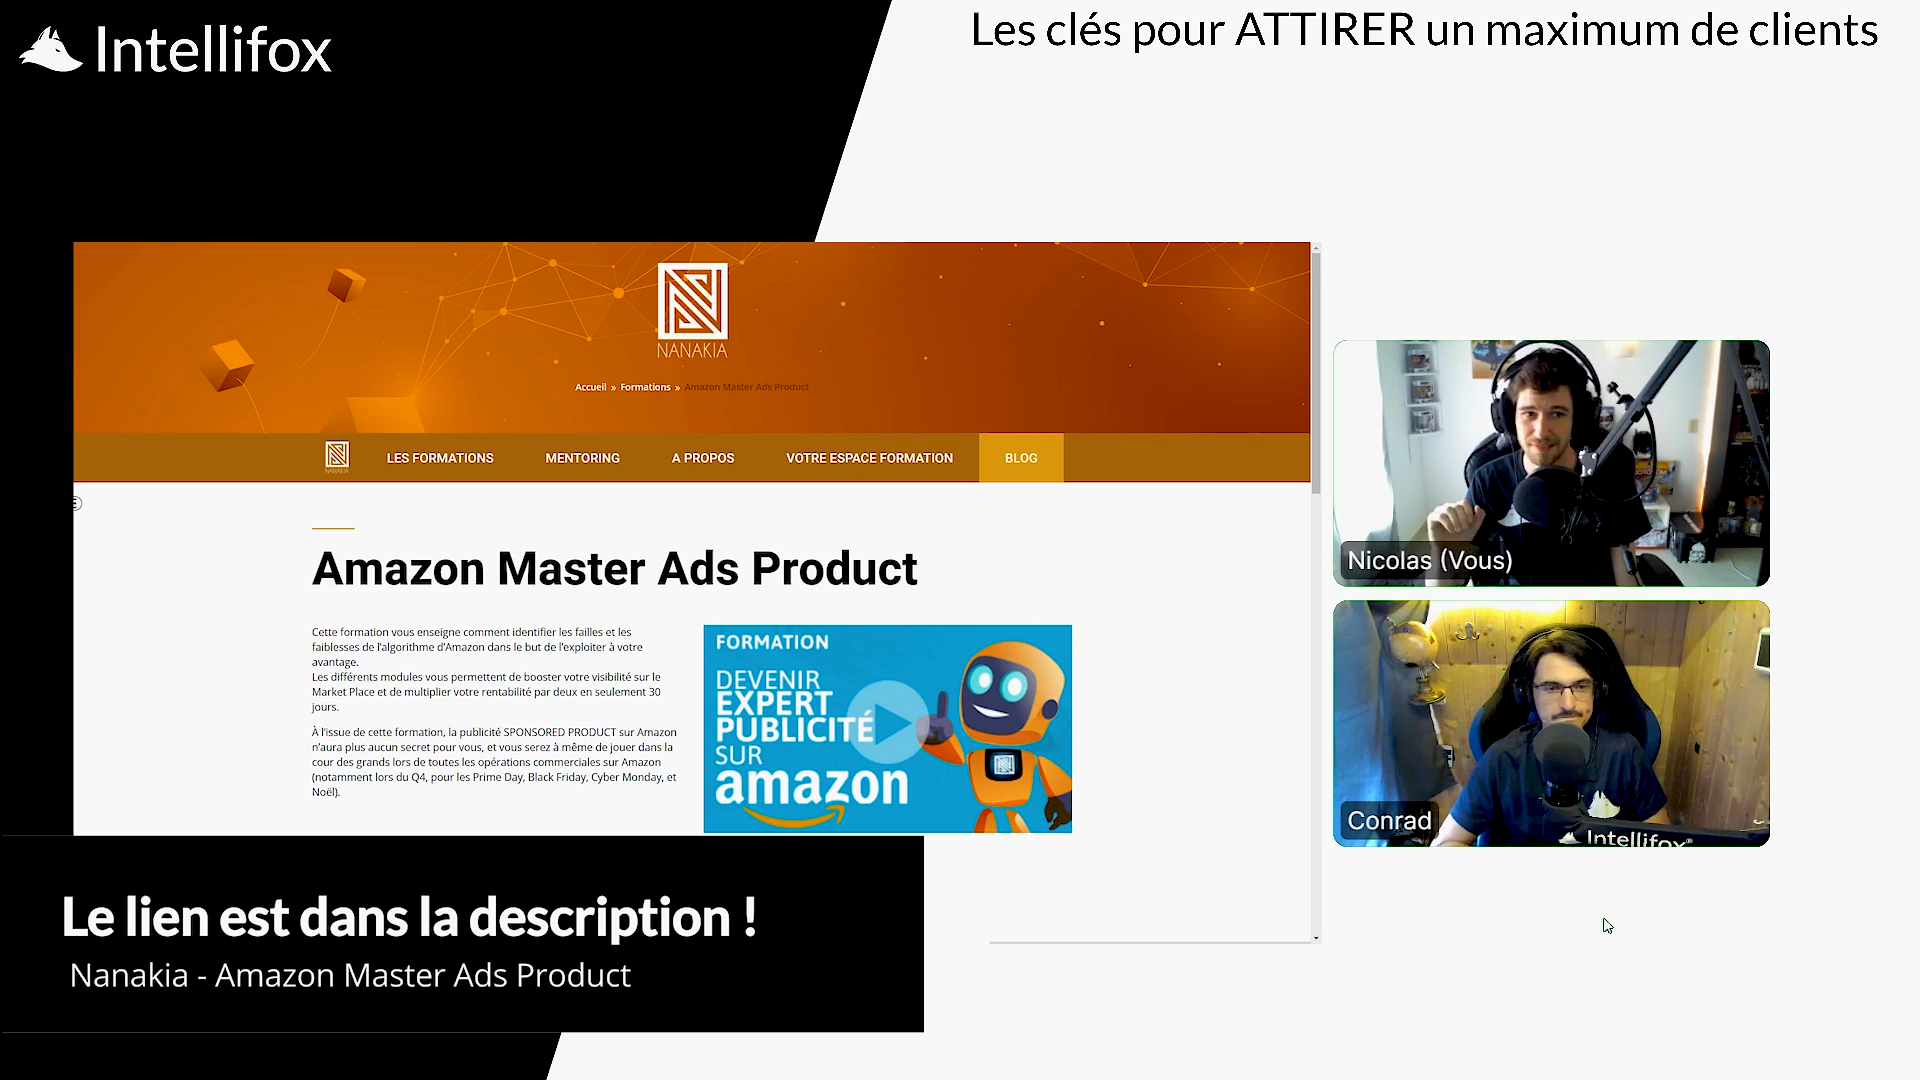 Intellifox
Les clés pour ATTIRER un maximum de clients
NANAKIA
Accueil » Formations » Amazon Master Ads Product
LES FORMATIONS
MENTORING
A PROPOS
VOTRE ESPACE FORMATION
BLOG
Amazon Master Ads Product
Cette formation vous enseigne comment identifier les failles et les
faiblesses de l'algorithme d'Amazon dans le but de l'exploiter à votre
avantage.
Les différents modules vous permettent de booster votre visibilité sur le
Market Place et de multiplier votre rentabilité par deux en seulement 30
jours.
À l'issue de cette formation, la publicité SPONSORED PRODUCT sur Amazon
n'aura plus aucun secret pour vous, et vous serez à même de jouer dans la
cour des grands lors de toutes les opérations commerciales sur Amazon
(notamment lors du Q4, pour les Prime Day, Black Friday, Cyber Monday, et
Noël).
FORMATION
DEVENIR
EXPERT
PUBLICITÉ
SUR
amazon
Nicolas (Vous)
Conrad
Intellifox
Le lien est dans la description !
Nanakia - Amazon Master Ads Product